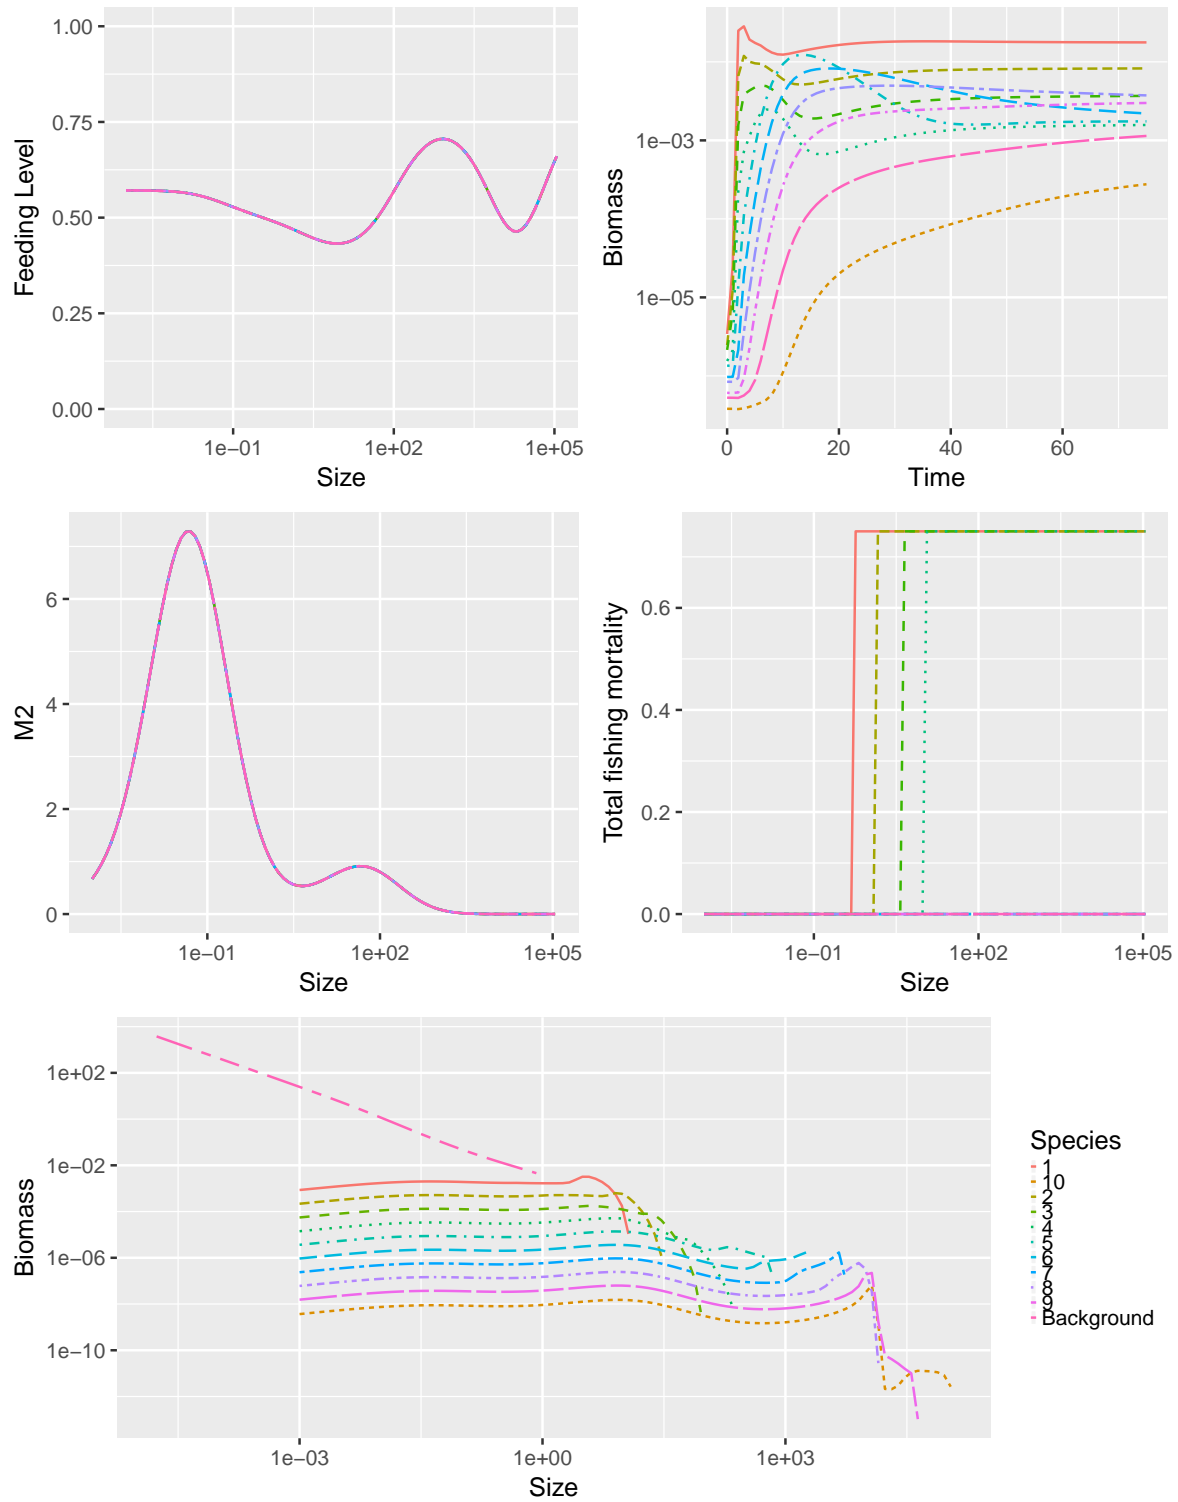 1.00
0.75
0.50
0.25
0.00
Feeding Level
1e−01
1e+02
1e+05
Size
1e−03
1e−05
Biomass
0
20
40
60
Time
6
4
2
0
M2
1e−01
1e+02
1e+05
Size
0.6
0.4
0.2
0.0
Total fishing mortality
1e−01
1e+02
1e+05
Size
1e+02
1e−02
1e−06
1e−10
Biomass
1e−03
1e+00
1e+03
Size
Species
1
10
2
3
4
5
6
7
8
9
Background